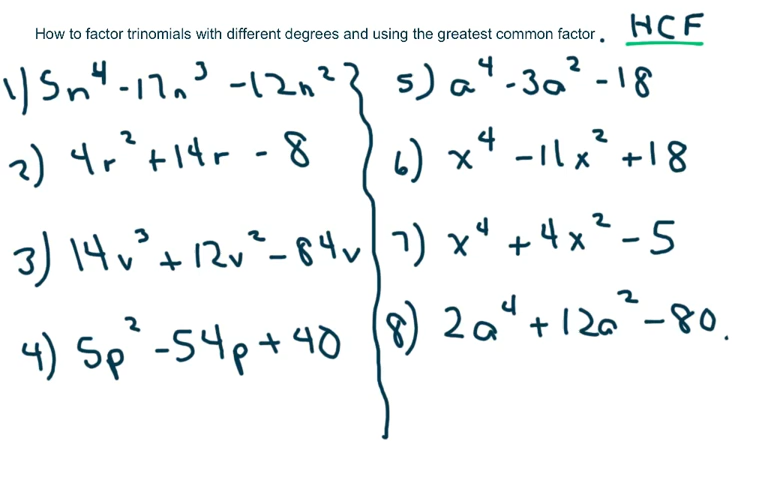 How to factor trinomials with different degrees and using the greatest common factor. HCF
1) 5n⁴ - 17n³ - 12n²
2) 4r² + 14r - 8
3) 14v³ + 12v² -
4) 5p² - 54p + 40
5) a⁴ - 3a² - 18
6) x⁴ - 11x² + 18
7) x⁴ + 4x² - 5
8) 2a⁴ + 12a² - 80.